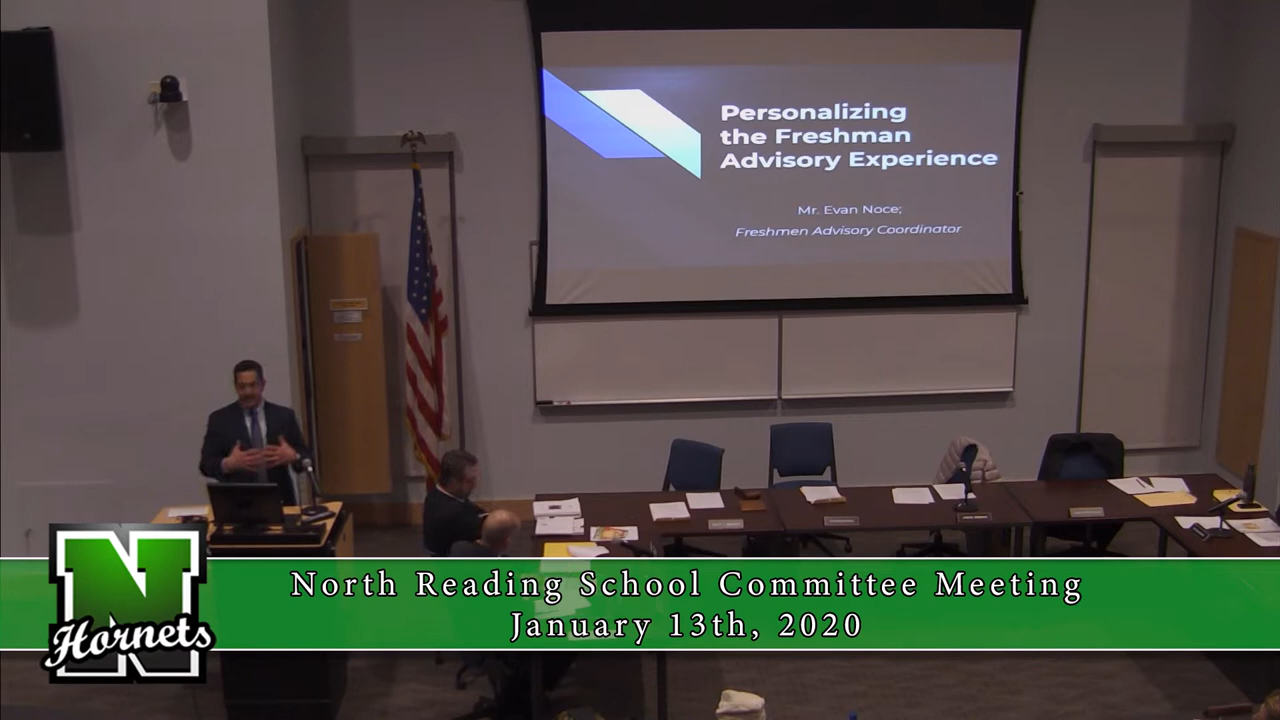 Personalizing
the Freshman
Advisory Experience
Mr. Evan Noce;
Freshmen Advisory Coordinator
N
Hornets
North Reading School Committee Meeting
January 13th, 2020